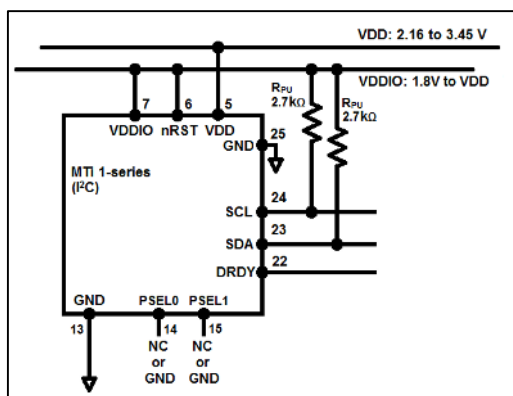 VDD: 2.16 to 3.45 V
VDDIO: 1.8V to VDD
RPU
2.7kΩ
RPU
2.7kΩ
7
6
5
VDDIO
nRST
VDD
25
GND
MTi 1-series
(I²C)
24
SCL
23
SDA
22
DRDY
GND
PSEL0
PSEL1
13
14
15
NC
or
GND
NC
or
GND